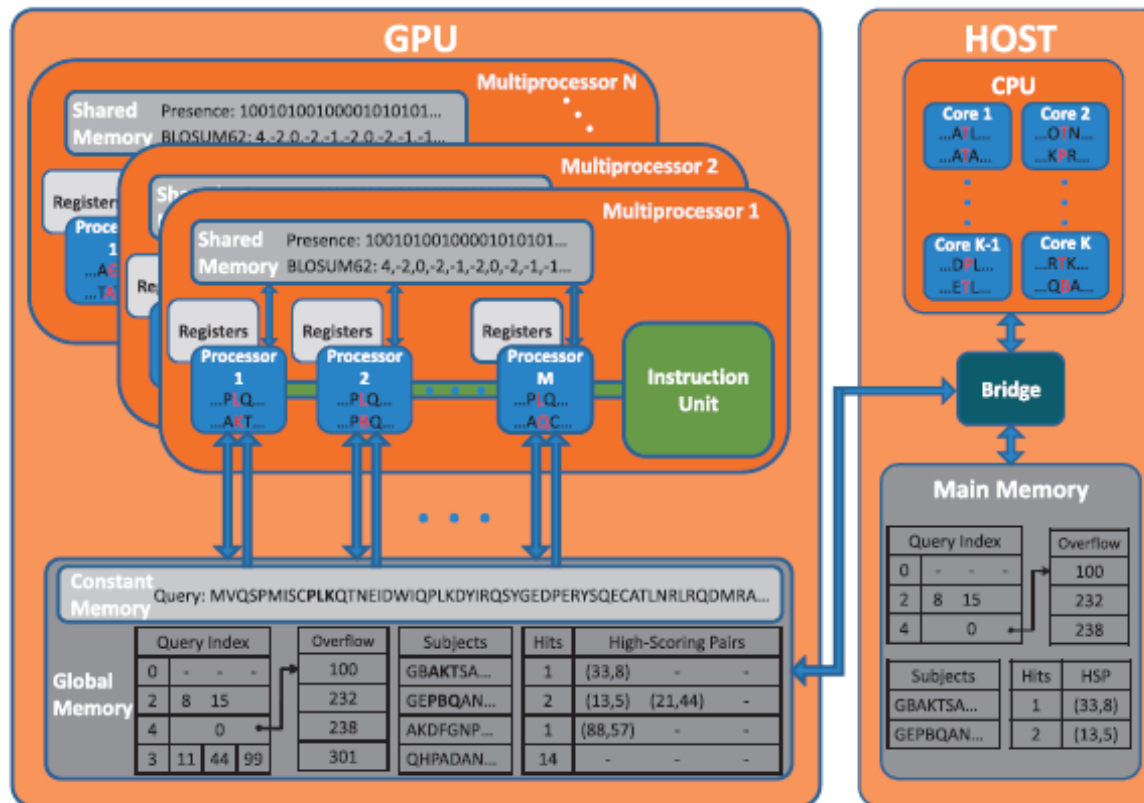 GPU
Multiprocessor N
Shared Memory
Presence: 10010100100001010101...
BLOSUM62: 4,-2,0,-2,-1,-2,0,-2,-1,-1...
Registers
Processor
1
Multiprocessor 2
Multiprocessor 1
Shared Memory
Presence: 10010100100001010101...
BLOSUM62: 4,-2,0,-2,-1,-2,0,-2,-1,-1...
Registers
Registers
Registers
Processor
1
...PLQ...
...AKT...
Processor
2
...PLQ...
...PBQ...
Processor
M
...PLQ...
...AQC...
Instruction
Unit
Constant Memory
Query: MVQSPMISCPLKQTNEIDWIQPLKDYIRQSYGEDPERYSQECATLNRLRQDMRA...
Global Memory
Query Index
0 - - -
2 8 15
4 0
3 11 44 99
Overflow
100
232
238
301
Subjects
GBAKTSA...
GEPBQAN...
AKDFGNP...
QHPADAN...
Hits
1
2
1
14
High-Scoring Pairs
(33,8) - -
(13,5) (21,44) -
(88,57) - -
- - -
HOST
CPU
Core 1
...ATL...
...ATA...
Core 2
...KPR...
Core K-1
...DPL...
...ETL...
Core K
...RTK...
Bridge
Main Memory
Query Index
0 - - -
2 8 15
4 0
Overflow
100
232
238
Subjects
GBAKTSA...
GEPBQAN...
Hits
1
2
HSP
(33,8)
(13,5)